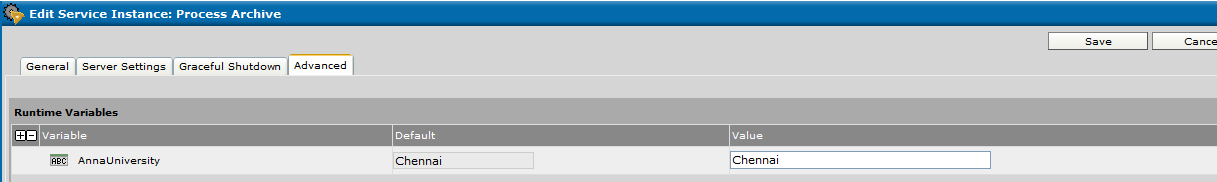 Edit Service Instance: Process Archive
Save Cance
General Server Settings Graceful Shutdown Advanced
Runtime Variables
Variable Default Value
ABC AnnaUniversity Chennai Chennai